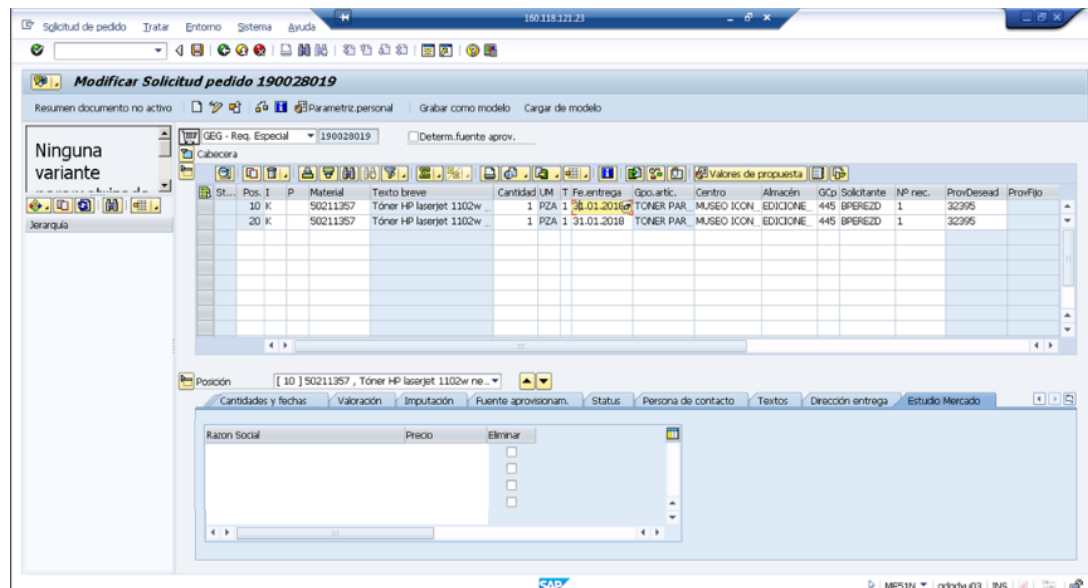 160.118.121.23
Solicitud de pedido Tratar Entorno Sistema Ayuda
Modificar Solicitud pedido 190028019
Resumen documento no activo Parametriz.personal Grabar como modelo Cargar de modelo
Ninguna
variante
GEG - Req. Especial 190028019 Determ.fuente aprov.
Cabecera
Valores de propuesta
St... Pos. I P Material Texto breve Cantidad UM T Fe.entrega Gpo.artíc. Centro Almacén GCp Solicitante Nº nec. ProvDesead ProvFijo
10 K 50211357 Tóner HP laserjet 1102w ... 1 PZA 1 31.01.2018 TONER PAR... MUSEO ICON... EDICIONE... 445 BPEREZD 1 32395
20 K 50211357 Tóner HP laserjet 1102w ... 1 PZA 1 31.01.2018 TONER PAR... MUSEO ICON... EDICIONE... 445 BPEREZD 1 32395
Jerarquía
Posición [ 10 ] 50211357 , Tóner HP laserjet 1102w ne...
Cantidades y fechas Valoración Imputación Fuente aprovisionam. Status Persona de contacto Textos Dirección entrega Estudio Mercado
Razon Social Precio Eliminar
SAP
ME51N INS